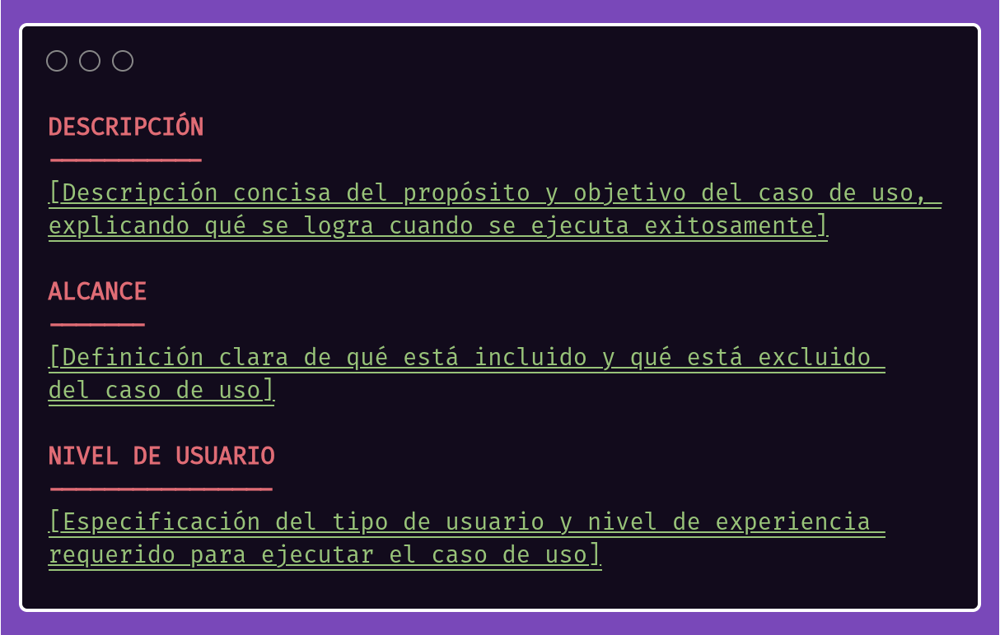 DESCRIPCIÓN
-----------
[Descripción concisa del propósito y objetivo del caso de uso,
explicando qué se logra cuando se ejecuta exitosamente]
ALCANCE
-------
[Definición clara de qué está incluido y qué está excluido
del caso de uso]
NIVEL DE USUARIO
----------------
[Especificación del tipo de usuario y nivel de experiencia
requerido para ejecutar el caso de uso]